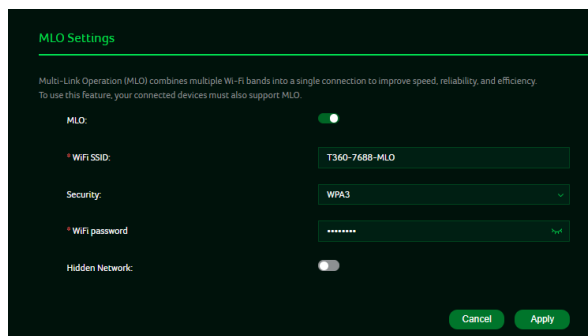 MLO Settings
Multi-Link Operation (MLO) combines multiple Wi-Fi bands into a single connection to improve speed, reliability, and efficiency.
To use this feature, your connected devices must also support MLO.
MLO:
* WiFi SSID:
T360-7688-MLO
Security:
WPA3
* WiFi password
••••••••
Hidden Network:
Cancel
Apply